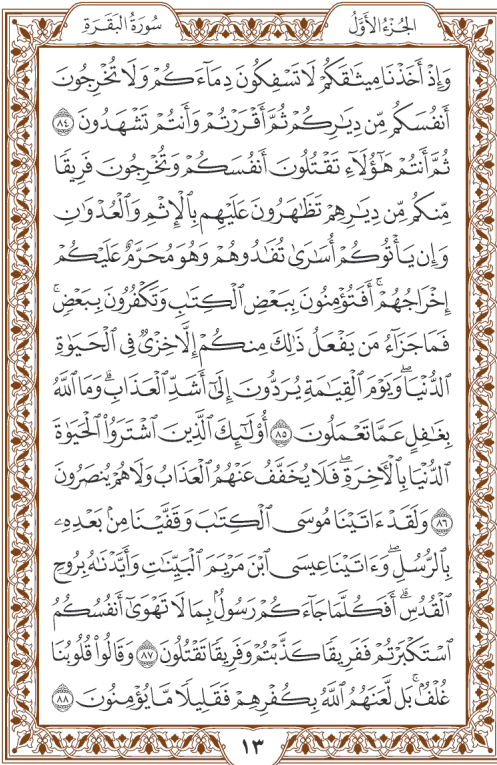 الجُزءُ الأَوَّلُ سُورَةُ البَقَرَةِ
وَإِذۡ أَخَذۡنَا مِيثَٰقَكُمۡ لَا تَسۡفِكُونَ دِمَآءَكُمۡ وَلَا تُخۡرِجُونَ
أَنفُسَكُم مِّن دِيَٰرِكُمۡ ثُمَّ أَقۡرَرۡتُمۡ وَأَنتُمۡ تَشۡهَدُونَ ٨٤
ثُمَّ أَنتُمۡ هَٰٓؤُلَآءِ تَقۡتُلُونَ أَنفُسَكُمۡ وَتُخۡرِجُونَ فَرِيقٗا
مِّنكُم مِّن دِيَٰرِهِمۡ تَظَٰهَرُونَ عَلَيۡهِم بِٱلۡإِثۡمِ وَٱلۡعُدۡوَٰنِ
وَإِن يَأۡتُوكُمۡ أُسَٰرَىٰ تُفَٰدُوهُمۡ وَهُوَ مُحَرَّمٌ عَلَيۡكُمۡ
إِخۡرَاجُهُمۡۚ أَفَتُؤۡمِنُونَ بِبَعۡضِ ٱلۡكِتَٰبِ وَتَكۡفُرُونَ بِبَعۡضٖۚ
فَمَا جَزَآءُ مَن يَفۡعَلُ ذَٰلِكَ مِنكُمۡ إِلَّا خِزۡيٞ فِي ٱلۡحَيَوٰةِ
ٱلدُّنۡيَاۖ وَيَوۡمَ ٱلۡقِيَٰمَةِ يُرَدُّونَ إِلَىٰٓ أَشَدِّ ٱلۡعَذَابِۗ وَمَا ٱللَّهُ
بِغَٰفِلٍ عَمَّا تَعۡمَلُونَ ٨٥ أُوْلَٰٓئِكَ ٱلَّذِينَ ٱشۡتَرَوُاْ ٱلۡحَيَوٰةَ
ٱلدُّنۡيَا بِٱلۡأٓخِرَةِۖ فَلَا يُخَفَّفُ عَنۡهُمُ ٱلۡعَذَابُ وَلَا هُمۡ يُنصَرُونَ
٨٦ وَلَقَدۡ ءَاتَيۡنَا مُوسَى ٱلۡكِتَٰبَ وَقَفَّيۡنَا مِنۢ بَعۡدِهِۦ
بِٱلرُّسُلِۖ وَءَاتَيۡنَا عِيسَى ٱبۡنَ مَرۡيَمَ ٱلۡبَيِّنَٰتِ وَأَيَّدۡنَٰهُ بِرُوحِ
ٱلۡقُدُسِۗ أَفَكُلَّمَا جَآءَكُمۡ رَسُولُۢ بِمَا لَا تَهۡوَىٰٓ أَنفُسُكُمُ
ٱسۡتَكۡبَرۡتُمۡ فَفَرِيقٗا كَذَّبۡتُمۡ وَفَرِيقٗا تَقۡتُلُونَ ٨٧ وَقَالُواْ قُلُوبُنَا
غُلۡفُۢۚ بَل لَّعَنَهُمُ ٱللَّهُ بِكُفۡرِهِمۡ فَقَلِيلٗا مَّا يُؤۡمِنُونَ ٨٨
١٣